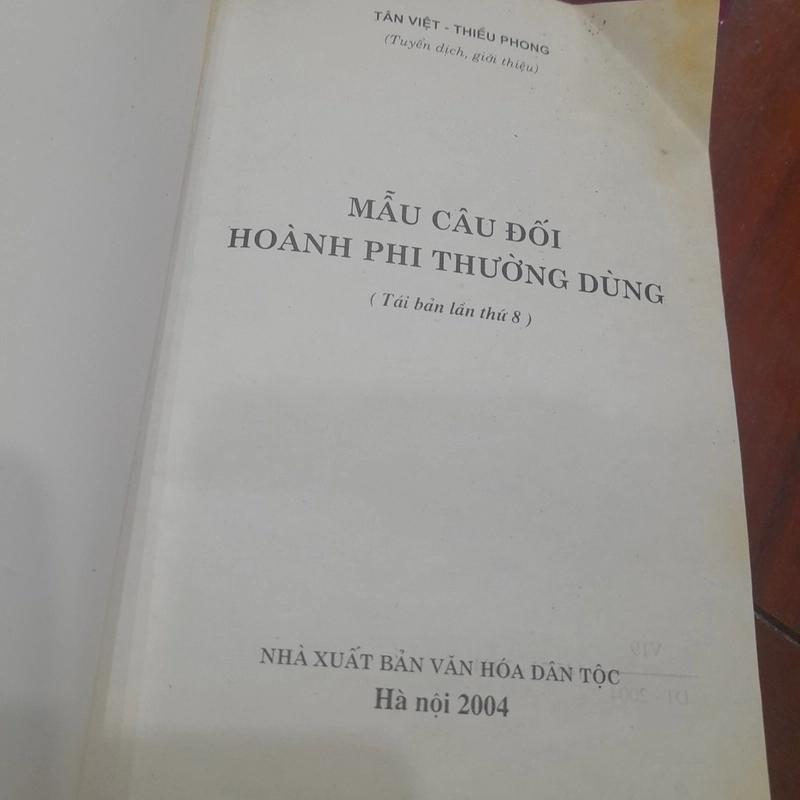 TÂN VIỆT - THIỀU PHONG
(Tuyển dịch, giới thiệu)
MẪU CÂU ĐỐI
HOÀNH PHI THƯỜNG DÙNG
( Tái bản lần thứ 8 )
NHÀ XUẤT BẢN VĂN HÓA DÂN TỘC
Hà nội 2004